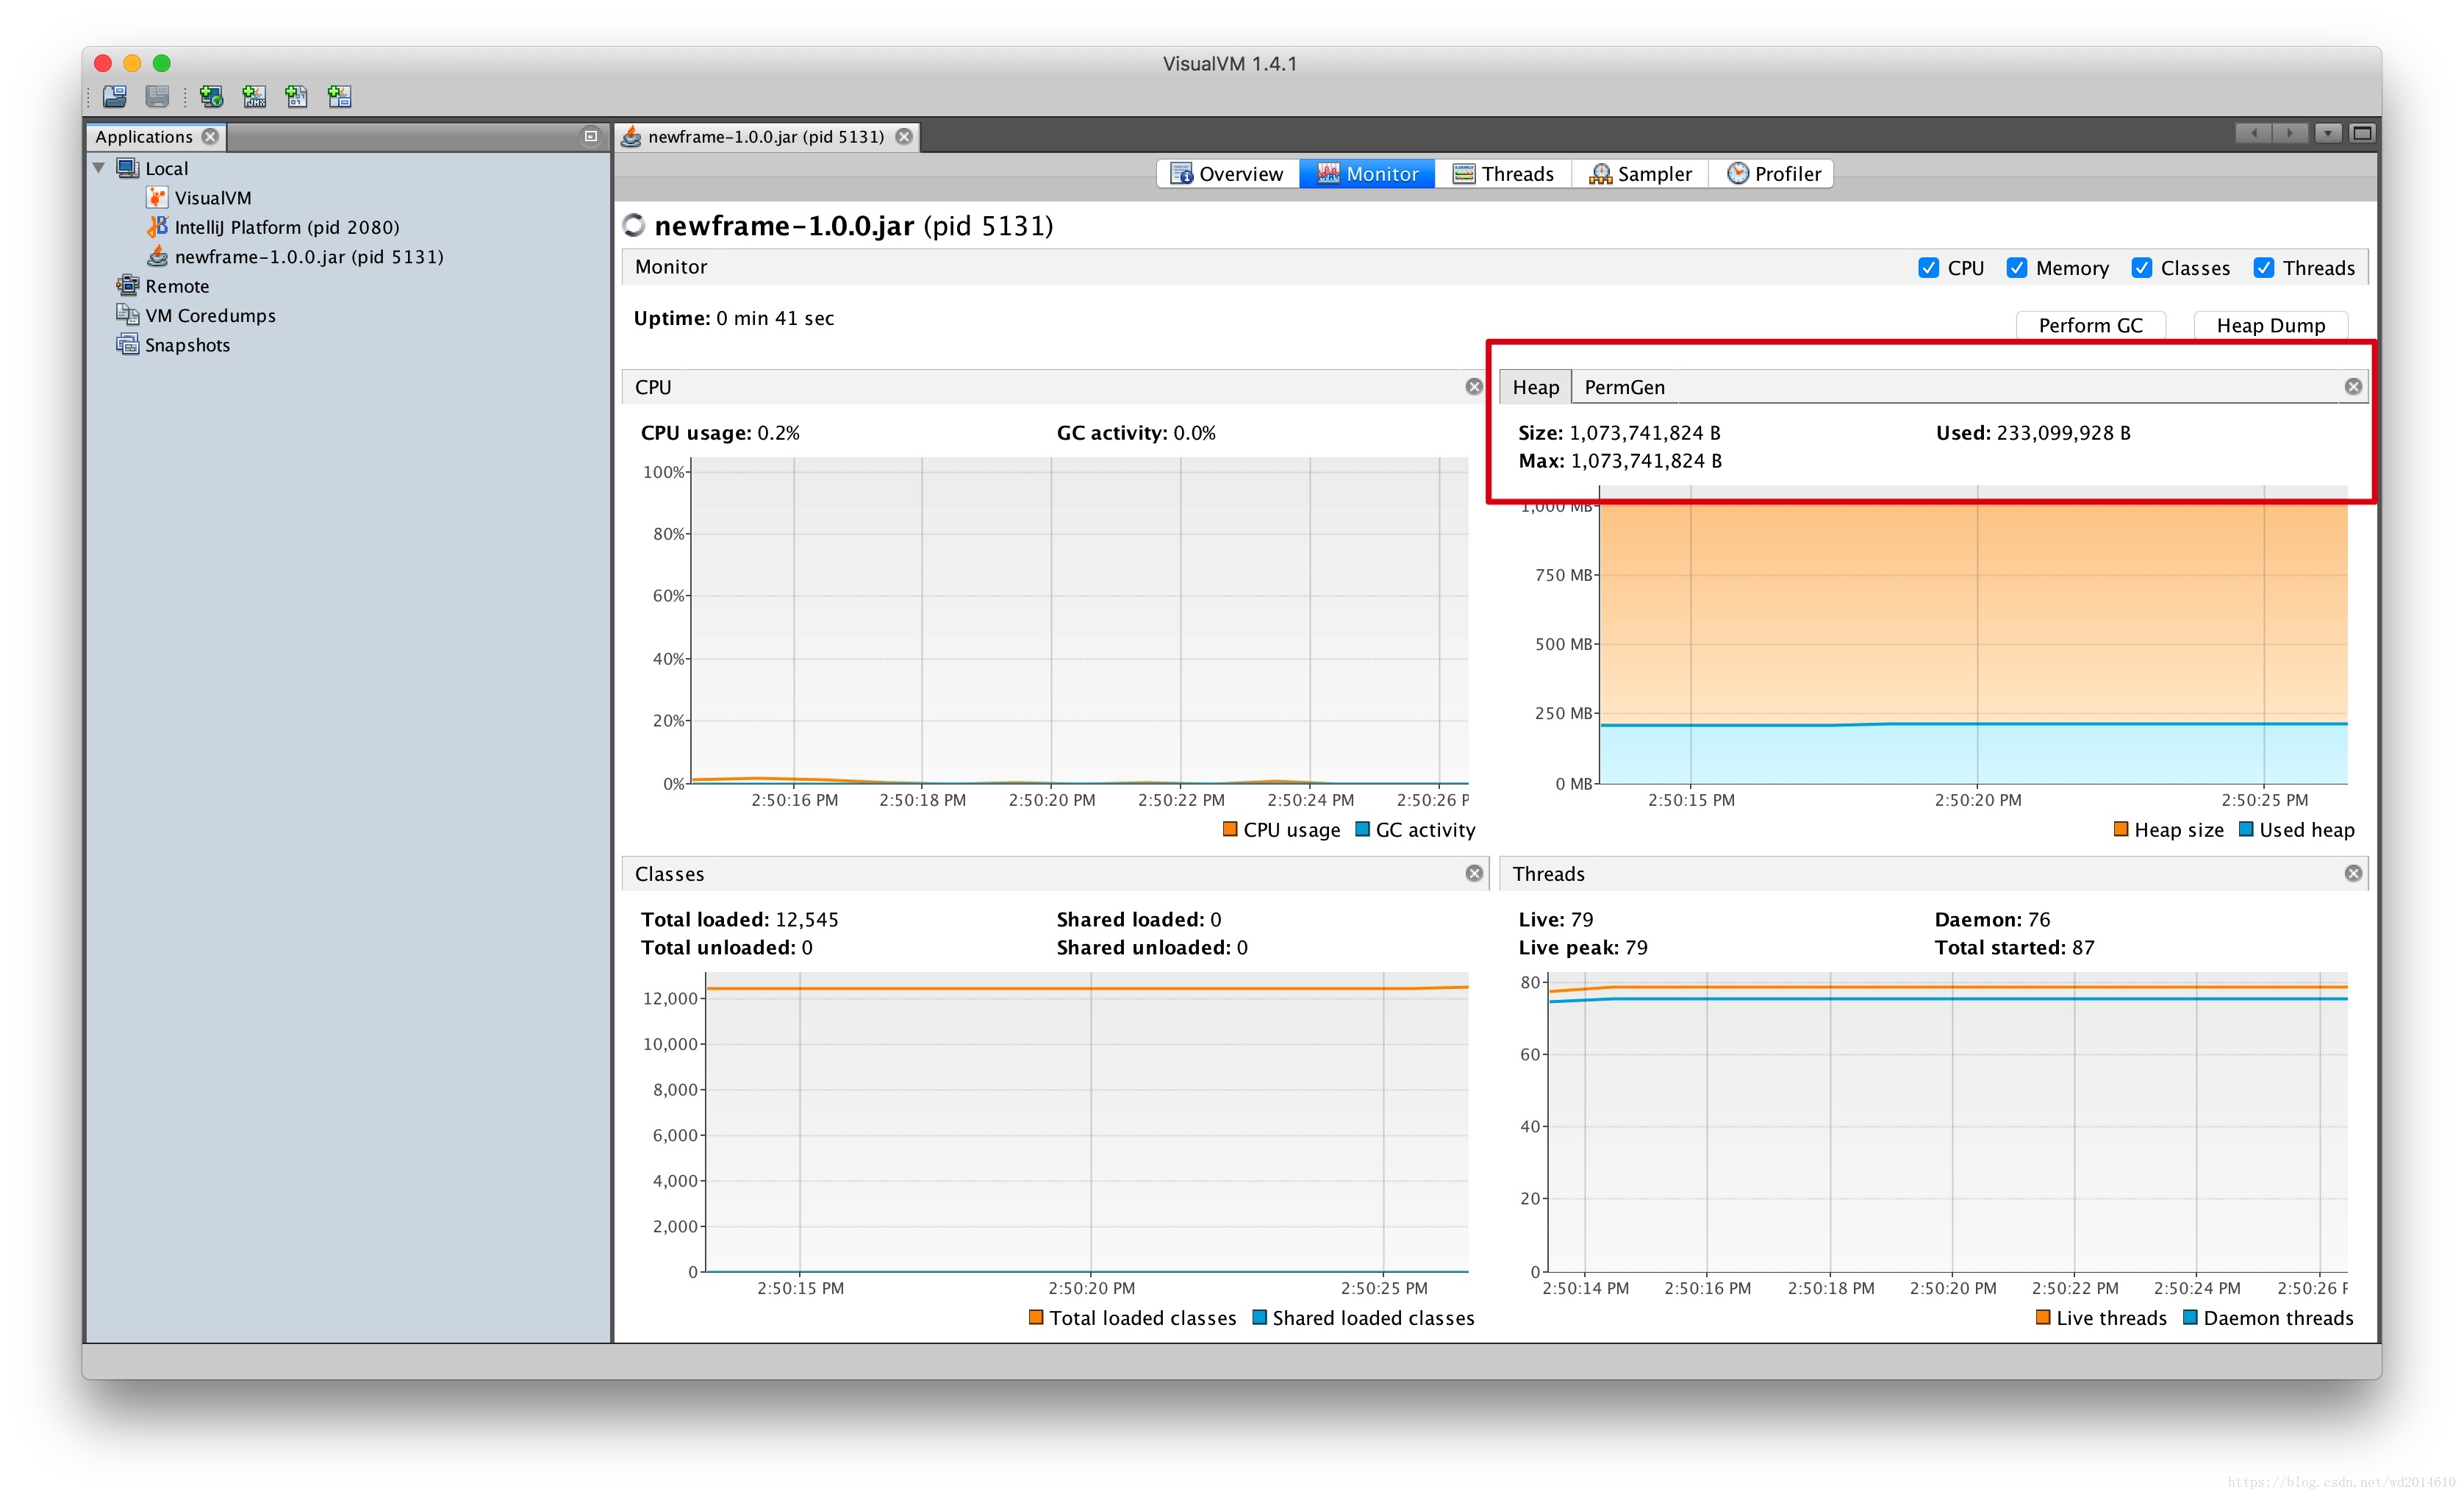 VisualVM 1.4.1
Applications
newframe-1.0.0.jar (pid 5131)
Local
VisualVM
IntelliJ Platform (pid 2080)
newframe-1.0.0.jar (pid 5131)
Remote
VM Coredumps
Snapshots
Overview Monitor Threads Sampler Profiler
newframe-1.0.0.jar (pid 5131)
Monitor
CPU Memory Classes Threads
Uptime: 0 min 41 sec
Perform GC Heap Dump
CPU
CPU usage: 0.2% GC activity: 0.0%
100%
80%
60%
40%
20%
0%
2:50:16 PM 2:50:18 PM 2:50:20 PM 2:50:22 PM 2:50:24 PM 2:50:26 P
CPU usage GC activity
Heap PermGen
Size: 1,073,741,824 B Used: 233,099,928 B
Max: 1,073,741,824 B
1,000 MB
750 MB
500 MB
250 MB
0 MB
2:50:15 PM 2:50:20 PM 2:50:25 PM
Heap size Used heap
Classes
Total loaded: 12,545 Shared loaded: 0
Total unloaded: 0 Shared unloaded: 0
12,000
10,000
8,000
6,000
4,000
2,000
0
2:50:15 PM 2:50:20 PM 2:50:25 PM
Total loaded classes Shared loaded classes
Threads
Live: 79 Daemon: 76
Live peak: 79 Total started: 87
80
60
40
20
0
2:50:14 PM 2:50:16 PM 2:50:18 PM 2:50:20 PM 2:50:22 PM 2:50:24 PM 2:50:26 P
Live threads Daemon threads
https://blog.csdn.net/wd2014610